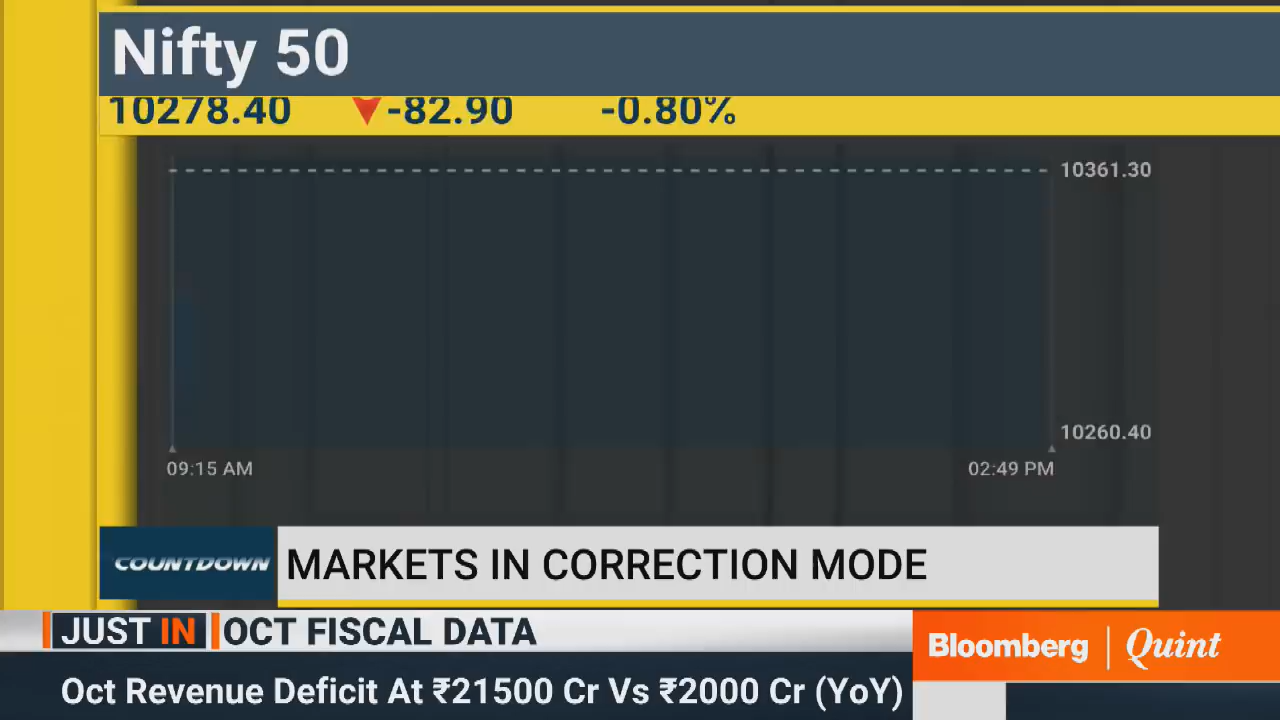 Nifty 50
10278.40 ▼ -82.90 -0.80%
10361.30
10260.40
09:15 AM 02:49 PM
COUNTDOWN MARKETS IN CORRECTION MODE
JUST IN OCT FISCAL DATA
Bloomberg | Quint
Oct Revenue Deficit At ₹21500 Cr Vs ₹2000 Cr (YoY)